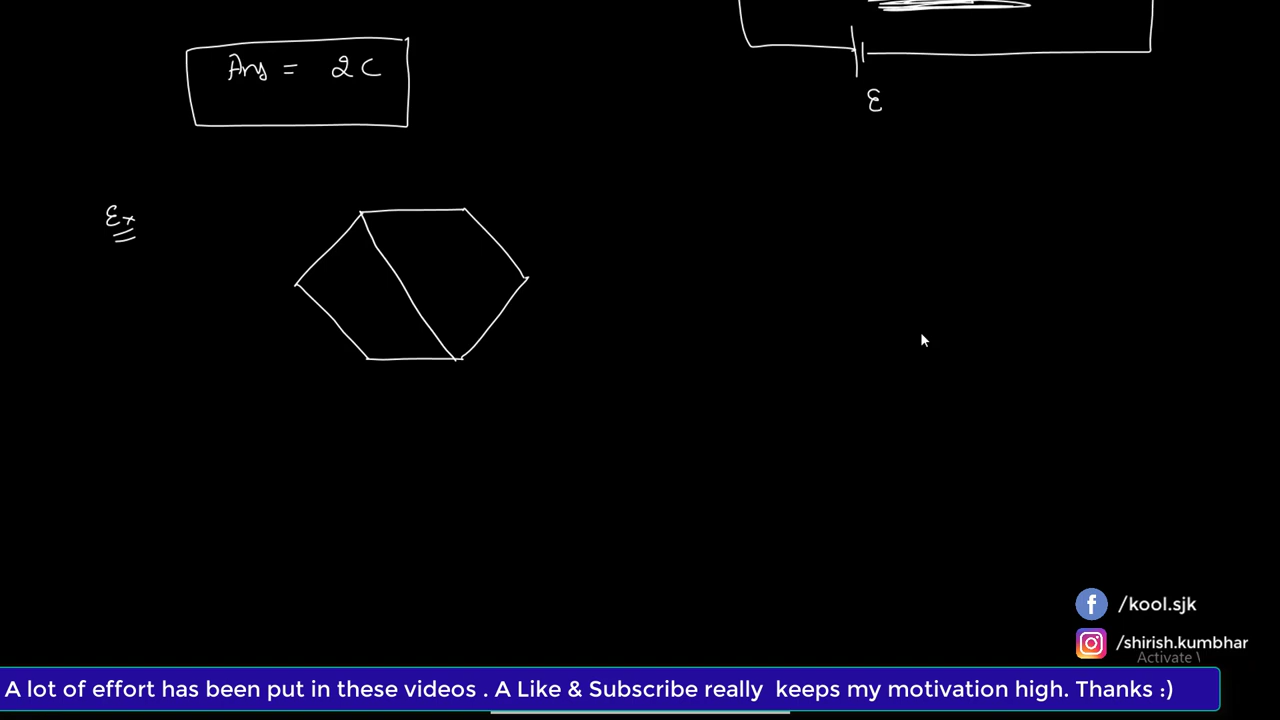 Ans = 2C
ε
Ex
/kool.sjk
/shirish.kumbhar
Activate \
A lot of effort has been put in these videos . A Like & Subscribe really keeps my motivation high. Thanks :)